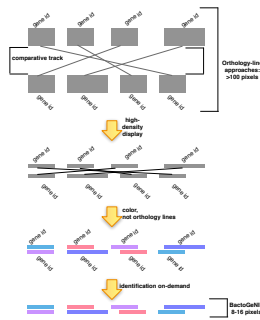 gene id gene id gene id gene id
comparative track
Orthology-line
approaches:
>100 pixels
gene id gene id gene id gene id
high-
density
display
gene id gene id gene id gene id
gene id gene id gene id gene id
color,
not orthology lines
gene id gene id gene id gene id
gene id gene id gene id gene id
identification on-demand
BactoGeNI
8-16 pixels